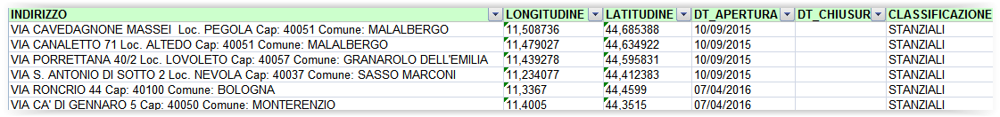 INDIRIZZO LONGITUDINE LATITUDINE DT_APERTURA DT_CHIUSUR CLASSIFICAZIONE
VIA CAVEDAGNONE MASSEI Loc. PEGOLA Cap: 40051 Comune: MALALBERGO 11,508736 44,685388 10/09/2015 STANZIALI
VIA CANALETTO 71 Loc. ALTEDO Cap: 40051 Comune: MALALBERGO 11,479027 44,634922 10/09/2015 STANZIALI
VIA PORRETTANA 40/2 Loc. LOVOLETO Cap: 40057 Comune: GRANAROLO DELL'EMILIA 11,439278 44,595831 10/09/2015 STANZIALI
VIA S. ANTONIO DI SOTTO 2 Loc. NEVOLA Cap: 40037 Comune: SASSO MARCONI 11,234077 44,412383 10/09/2015 STANZIALI
VIA RONCRIO 44 Cap: 40100 Comune: BOLOGNA 11,3367 44,4599 07/04/2016 STANZIALI
VIA CA' DI GENNARO 5 Cap: 40050 Comune: MONTERENZIO 11,4005 44,3515 07/04/2016 STANZIALI